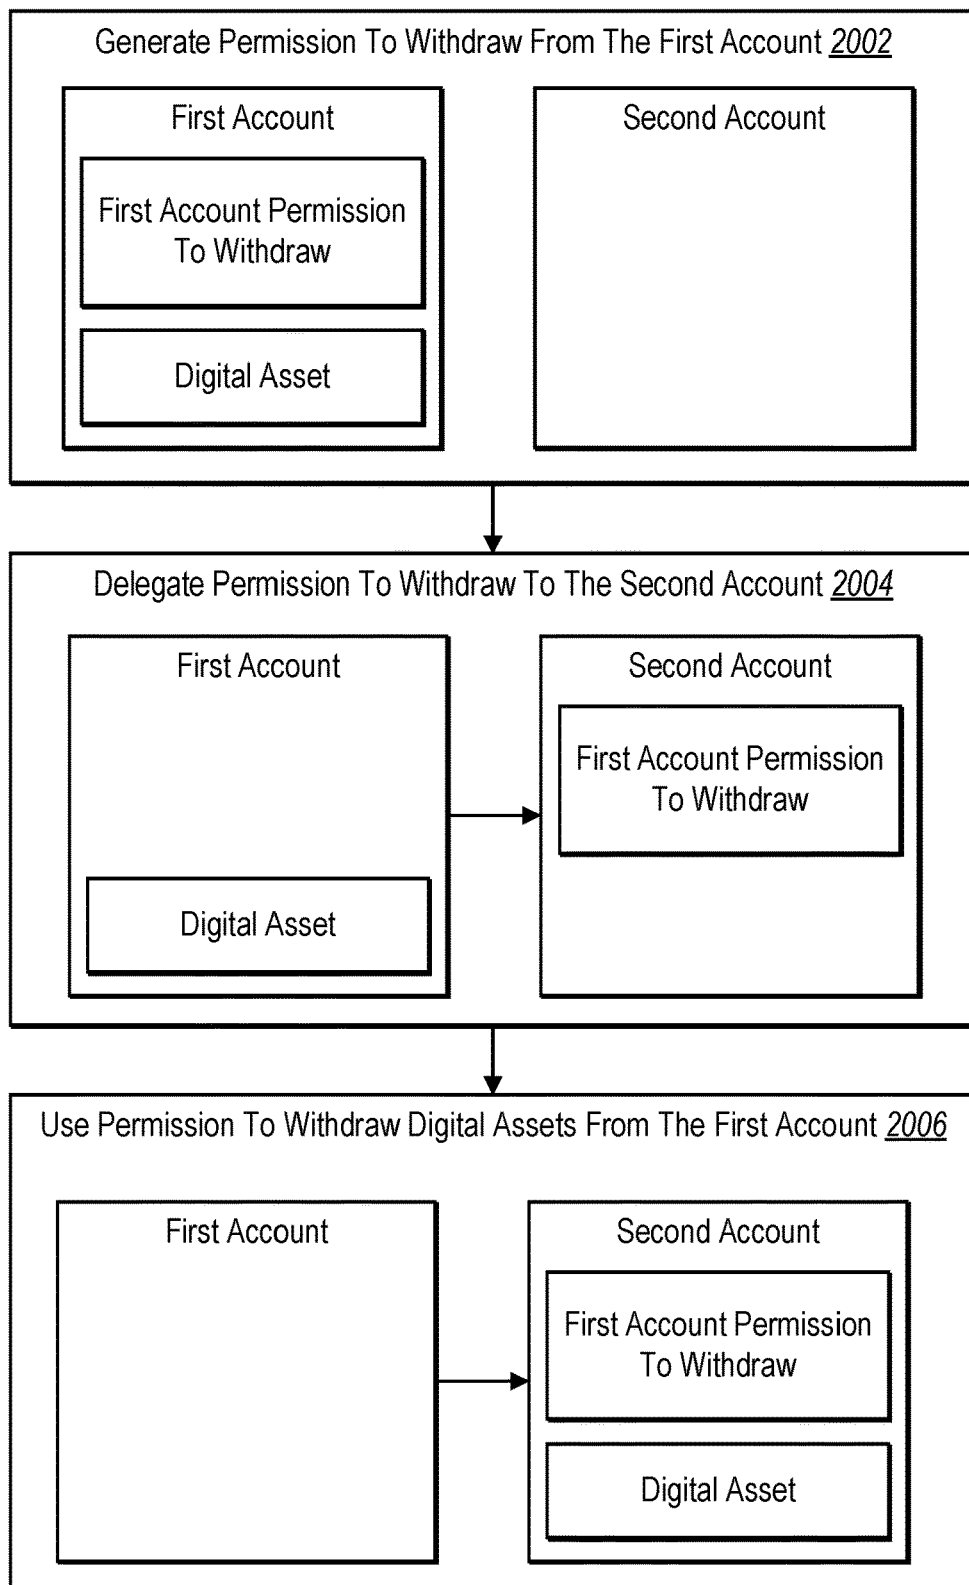 Generate Permission To Withdraw From The First Account 2002
First Account
First Account Permission
To Withdraw
Digital Asset
Second Account
Delegate Permission To Withdraw To The Second Account 2004
First Account
Digital Asset
Second Account
First Account Permission
To Withdraw
Use Permission To Withdraw Digital Assets From The First Account 2006
First Account
Second Account
First Account Permission
To Withdraw
Digital Asset